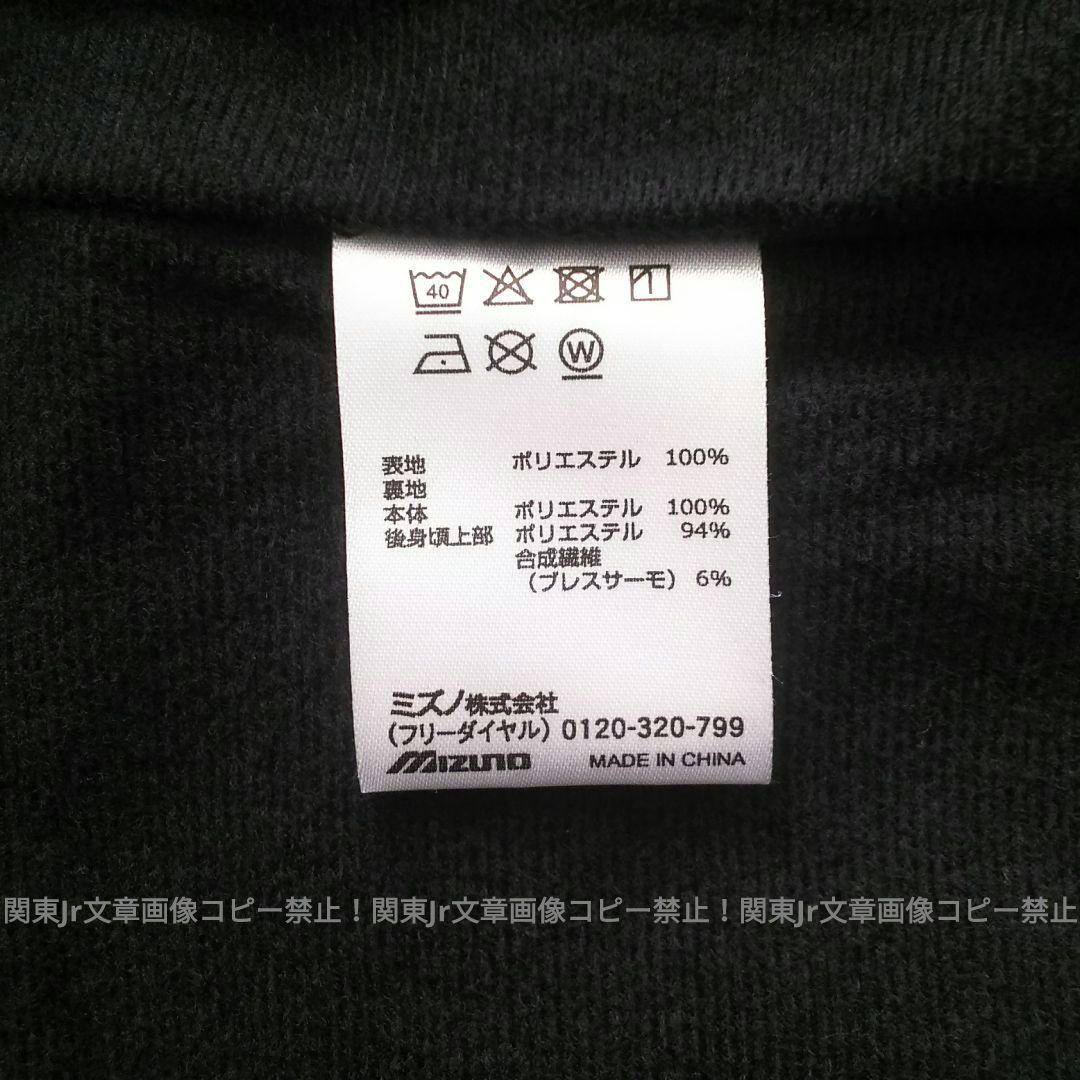 40
W
表地 ポリエステル 100%
裏地
本体 ポリエステル 100%
後身頃上部 ポリエステル 94%
合成繊維
(ブレスサーモ) 6%
ミズノ株式会社
(フリーダイヤル) 0120-320-799
MIZUNO MADE IN CHINA
関東Jr文章画像コピー禁止!関東Jr文章画像コピー禁止!関東Jr文章画像コピー禁止